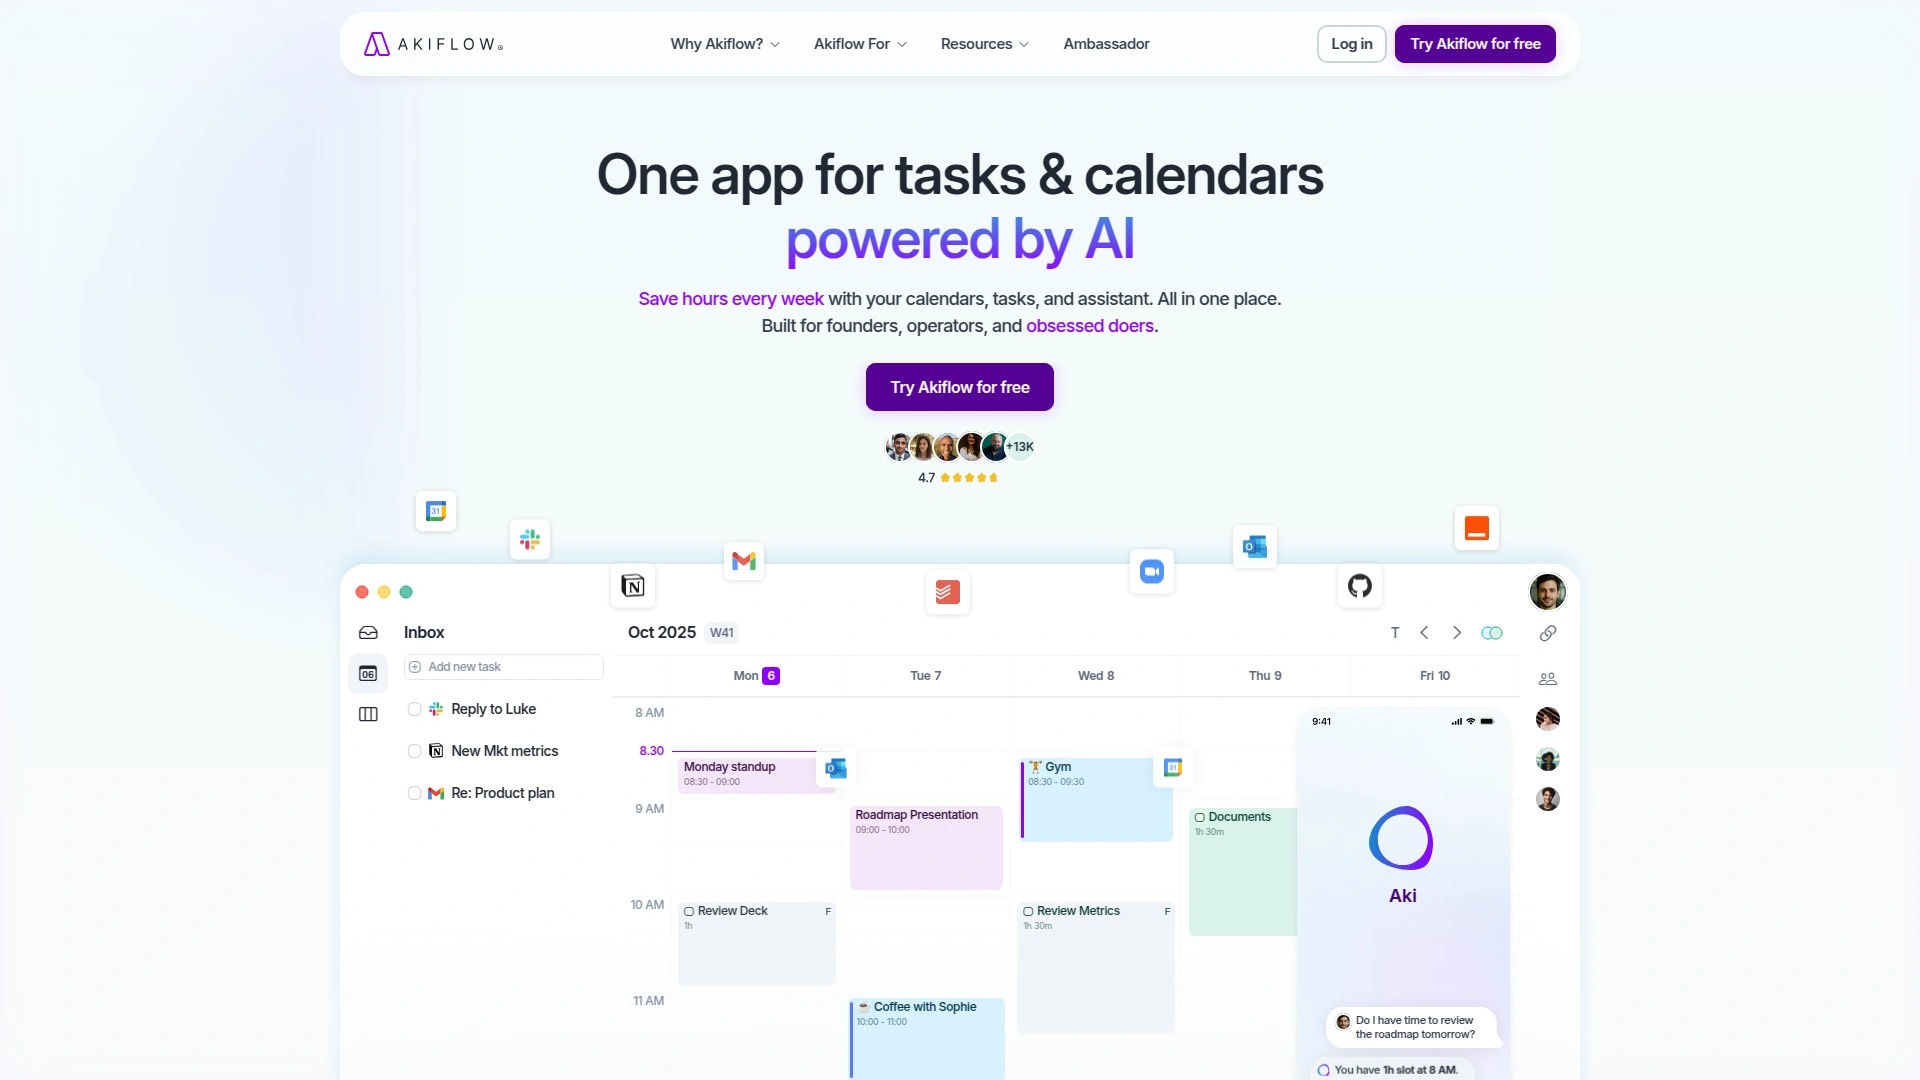 AKIFLOW®
Why Akiflow?
Akiflow For
Resources
Ambassador
Log in
Try Akiflow for free
One app for tasks & calendars
powered by AI
Save hours every week with your calendars, tasks, and assistant. All in one place.
Built for founders, operators, and obsessed doers.
Try Akiflow for free
+13K
4.7
31
Inbox
Add new task
06
Reply to Luke
New Mkt metrics
Re: Product plan
Oct 2025 W41
T
Mon 6
Tue 7
Wed 8
Thu 9
Fri 10
8 AM
8.30
9 AM
10 AM
11 AM
Monday standup
08:30 - 09:00
Roadmap Presentation
09:00 - 10:00
Gym
08:30 - 09:30
31
Documents
1h 30m
Review Deck F
1h
Review Metrics F
1h 30m
Coffee with Sophie
10:00 - 11:00
9:41
Aki
Do I have time to review
the roadmap tomorrow?
You have 1h slot at 8 AM.